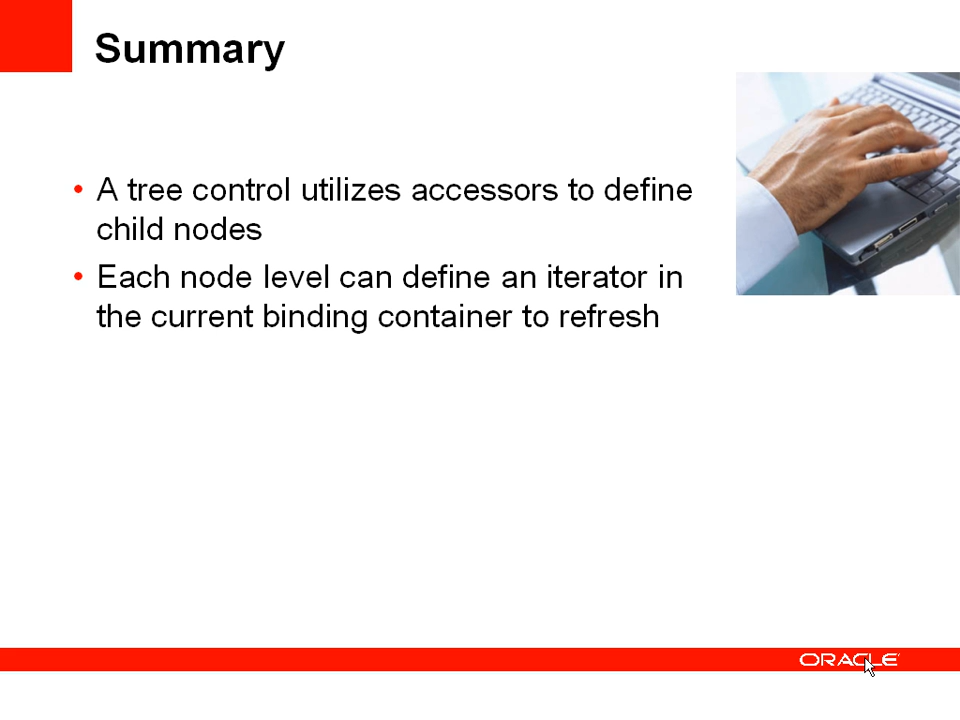 Summary
• A tree control utilizes accessors to define
child nodes
• Each node level can define an iterator in
the current binding container to refresh
ORACLE